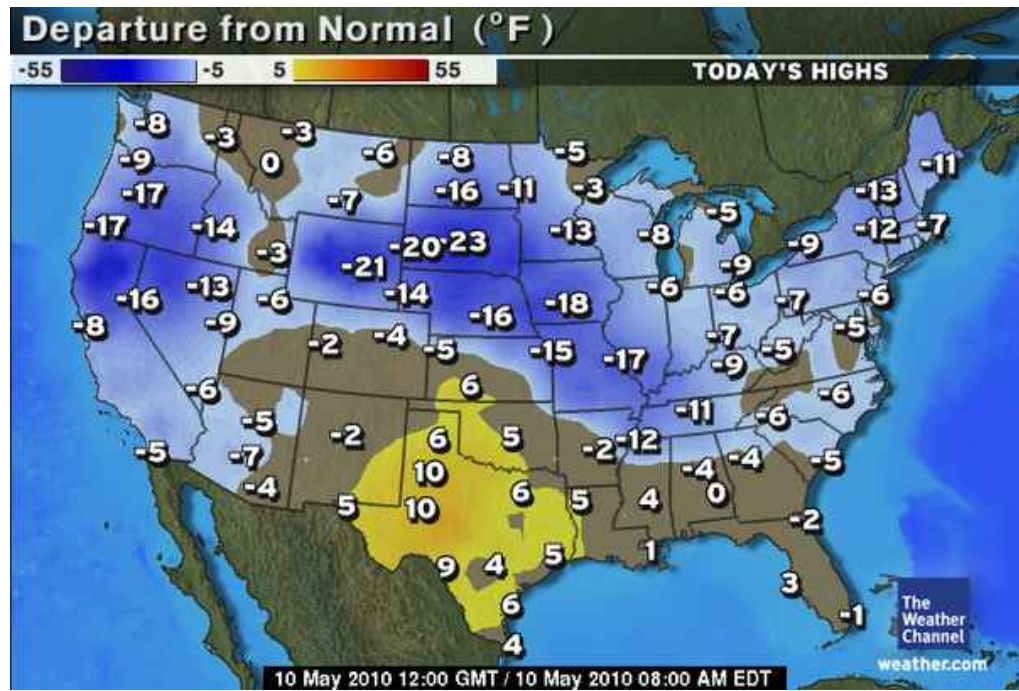 Departure from Normal (°F)
-55 -5 5 55
TODAY'S HIGHS
-8 -3 -3 -6 -8 -5
-9 0 -11
-17 -7 -16 -11 -3 -13
-17 -14 -20 -23 -13 -8 -5 -12 -7
-3 -21 -9 -9
-16 -13 -6 -14 -18 -6 -6 -7 -6
-8 -9 -16 -5
-2 -4 -5 -15 -17 -7 -9 -5
-6 6 -6
-5 -11 -6
-2 6 5 -2 -12
-5 -7 10 -4 -4 -5
-4 5 10 6 5 4 0
-2
9 4 5 1
3
6 -1
4
The
Weather
Channel
weather.com
10 May 2010 12:00 GMT / 10 May 2010 08:00 AM EDT